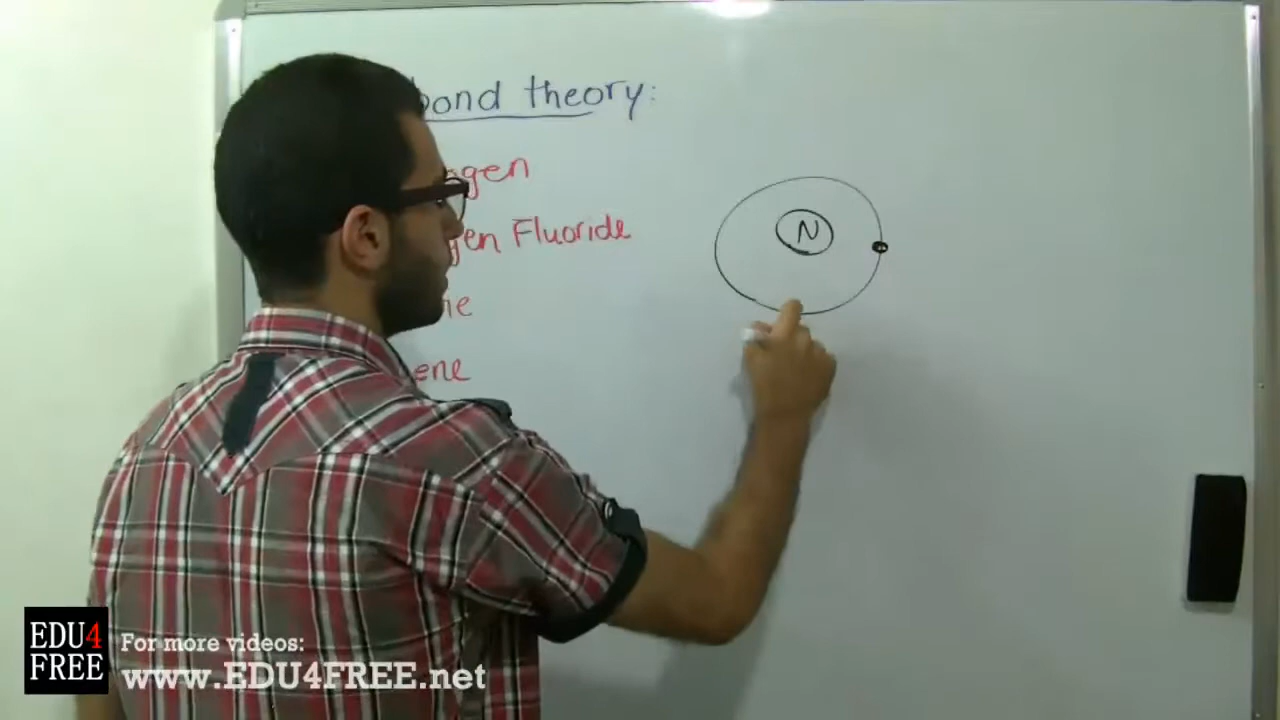 bond theory:
gen
gen Fluoride
ne
ene
N
EDU4
FREE
For more videos:
www.EDU4FREE.net